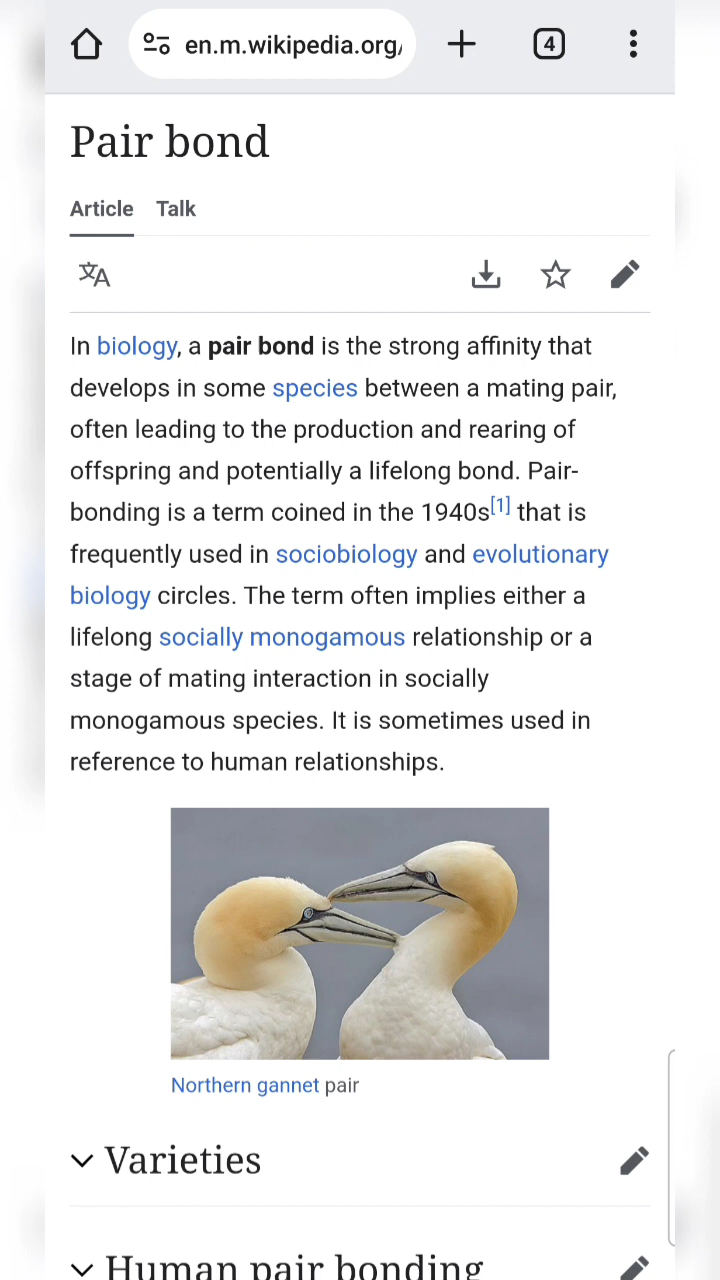 en.m.wikipedia.org/
4
Pair bond
Article Talk
In biology, a pair bond is the strong affinity that
develops in some species between a mating pair,
often leading to the production and rearing of
offspring and potentially a lifelong bond. Pair-
bonding is a term coined in the 1940s[1] that is
frequently used in sociobiology and evolutionary
biology circles. The term often implies either a
lifelong socially monogamous relationship or a
stage of mating interaction in socially
monogamous species. It is sometimes used in
reference to human relationships.
Northern gannet pair
Varieties
Human pair bonding